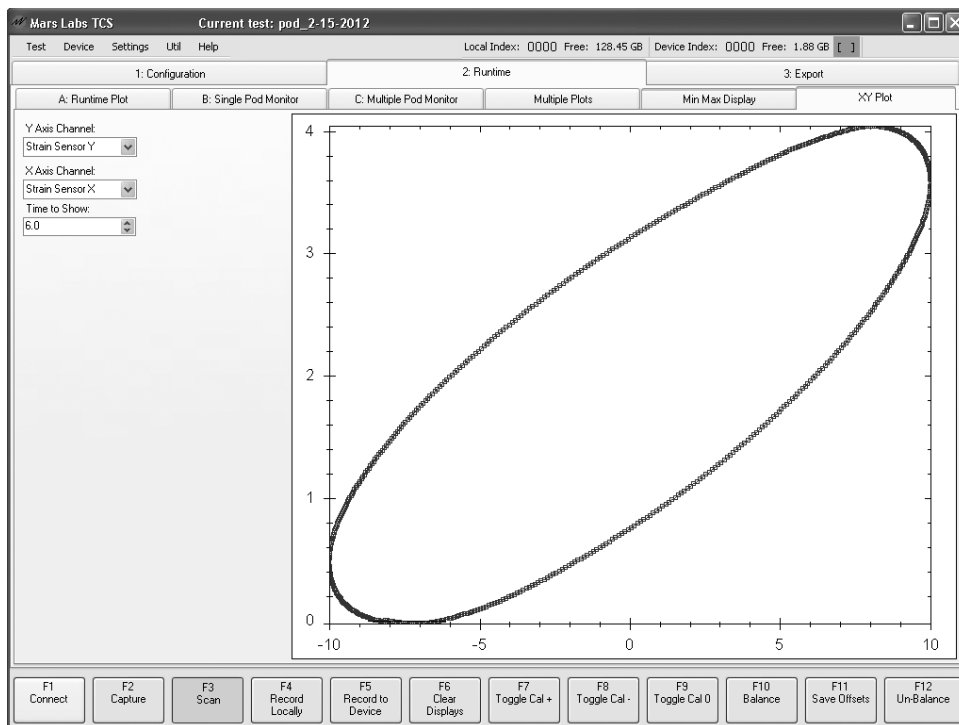 Mars Labs TCS Current test: pod_2-15-2012
Test Device Settings Util Help Local Index: 0000 Free: 128.45 GB Device Index: 0000 Free: 1.88 GB [ ]
1: Configuration 2: Runtime 3: Export
A: Runtime Plot B: Single Pod Monitor C: Multiple Pod Monitor Multiple Plots Min Max Display XY Plot
Y Axis Channel:
Strain Sensor Y
X Axis Channel:
Strain Sensor X
Time to Show:
6.0
4
3
2
1
0
-10 -5 0 5 10
F1 F2 F3 F4 F5 F6 F7 F8 F9 F10 F11 F12
Connect Capture Scan Record Record to Clear Toggle Cal + Toggle Cal - Toggle Cal 0 Balance Save Offsets Un-Balance
Locally Device Displays